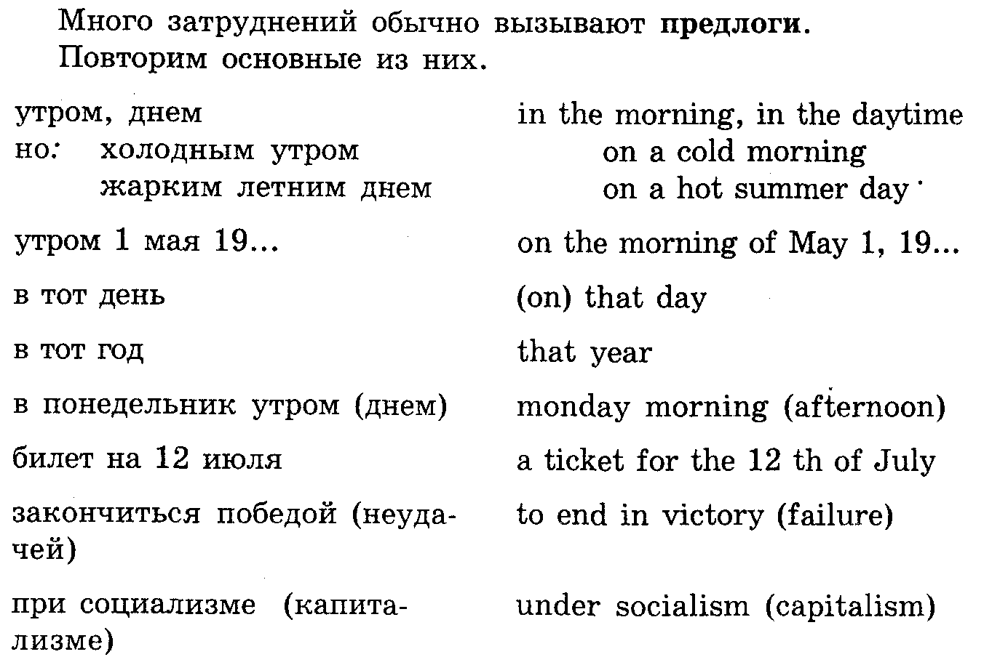 Много затруднений обычно вызывают предлоги.
Повторим основные из них.
утром, днем in the morning, in the daytime
но: холодным утром on a cold morning
жарким летним днем on a hot summer day
утром 1 мая 19... on the morning of May 1, 19...
в тот день (on) that day
в тот год that year
в понедельник утром (днем) monday morning (afternoon)
билет на 12 июля a ticket for the 12 th of July
закончиться победой (неуда- to end in victory (failure)
чей)
при социализме (капита- under socialism (capitalism)
лизме)